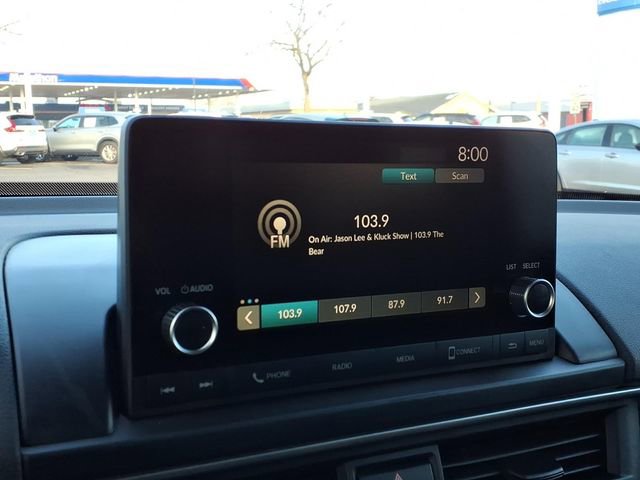 8:00
Text Scan
103.9
FM
On Air: Jason Lee & Kluck Show | 103.9 The
Bear
LIST SELECT
VOL AUDIO
103.9 107.9 87.9 91.7
PHONE RADIO MEDIA CONNECT MENU